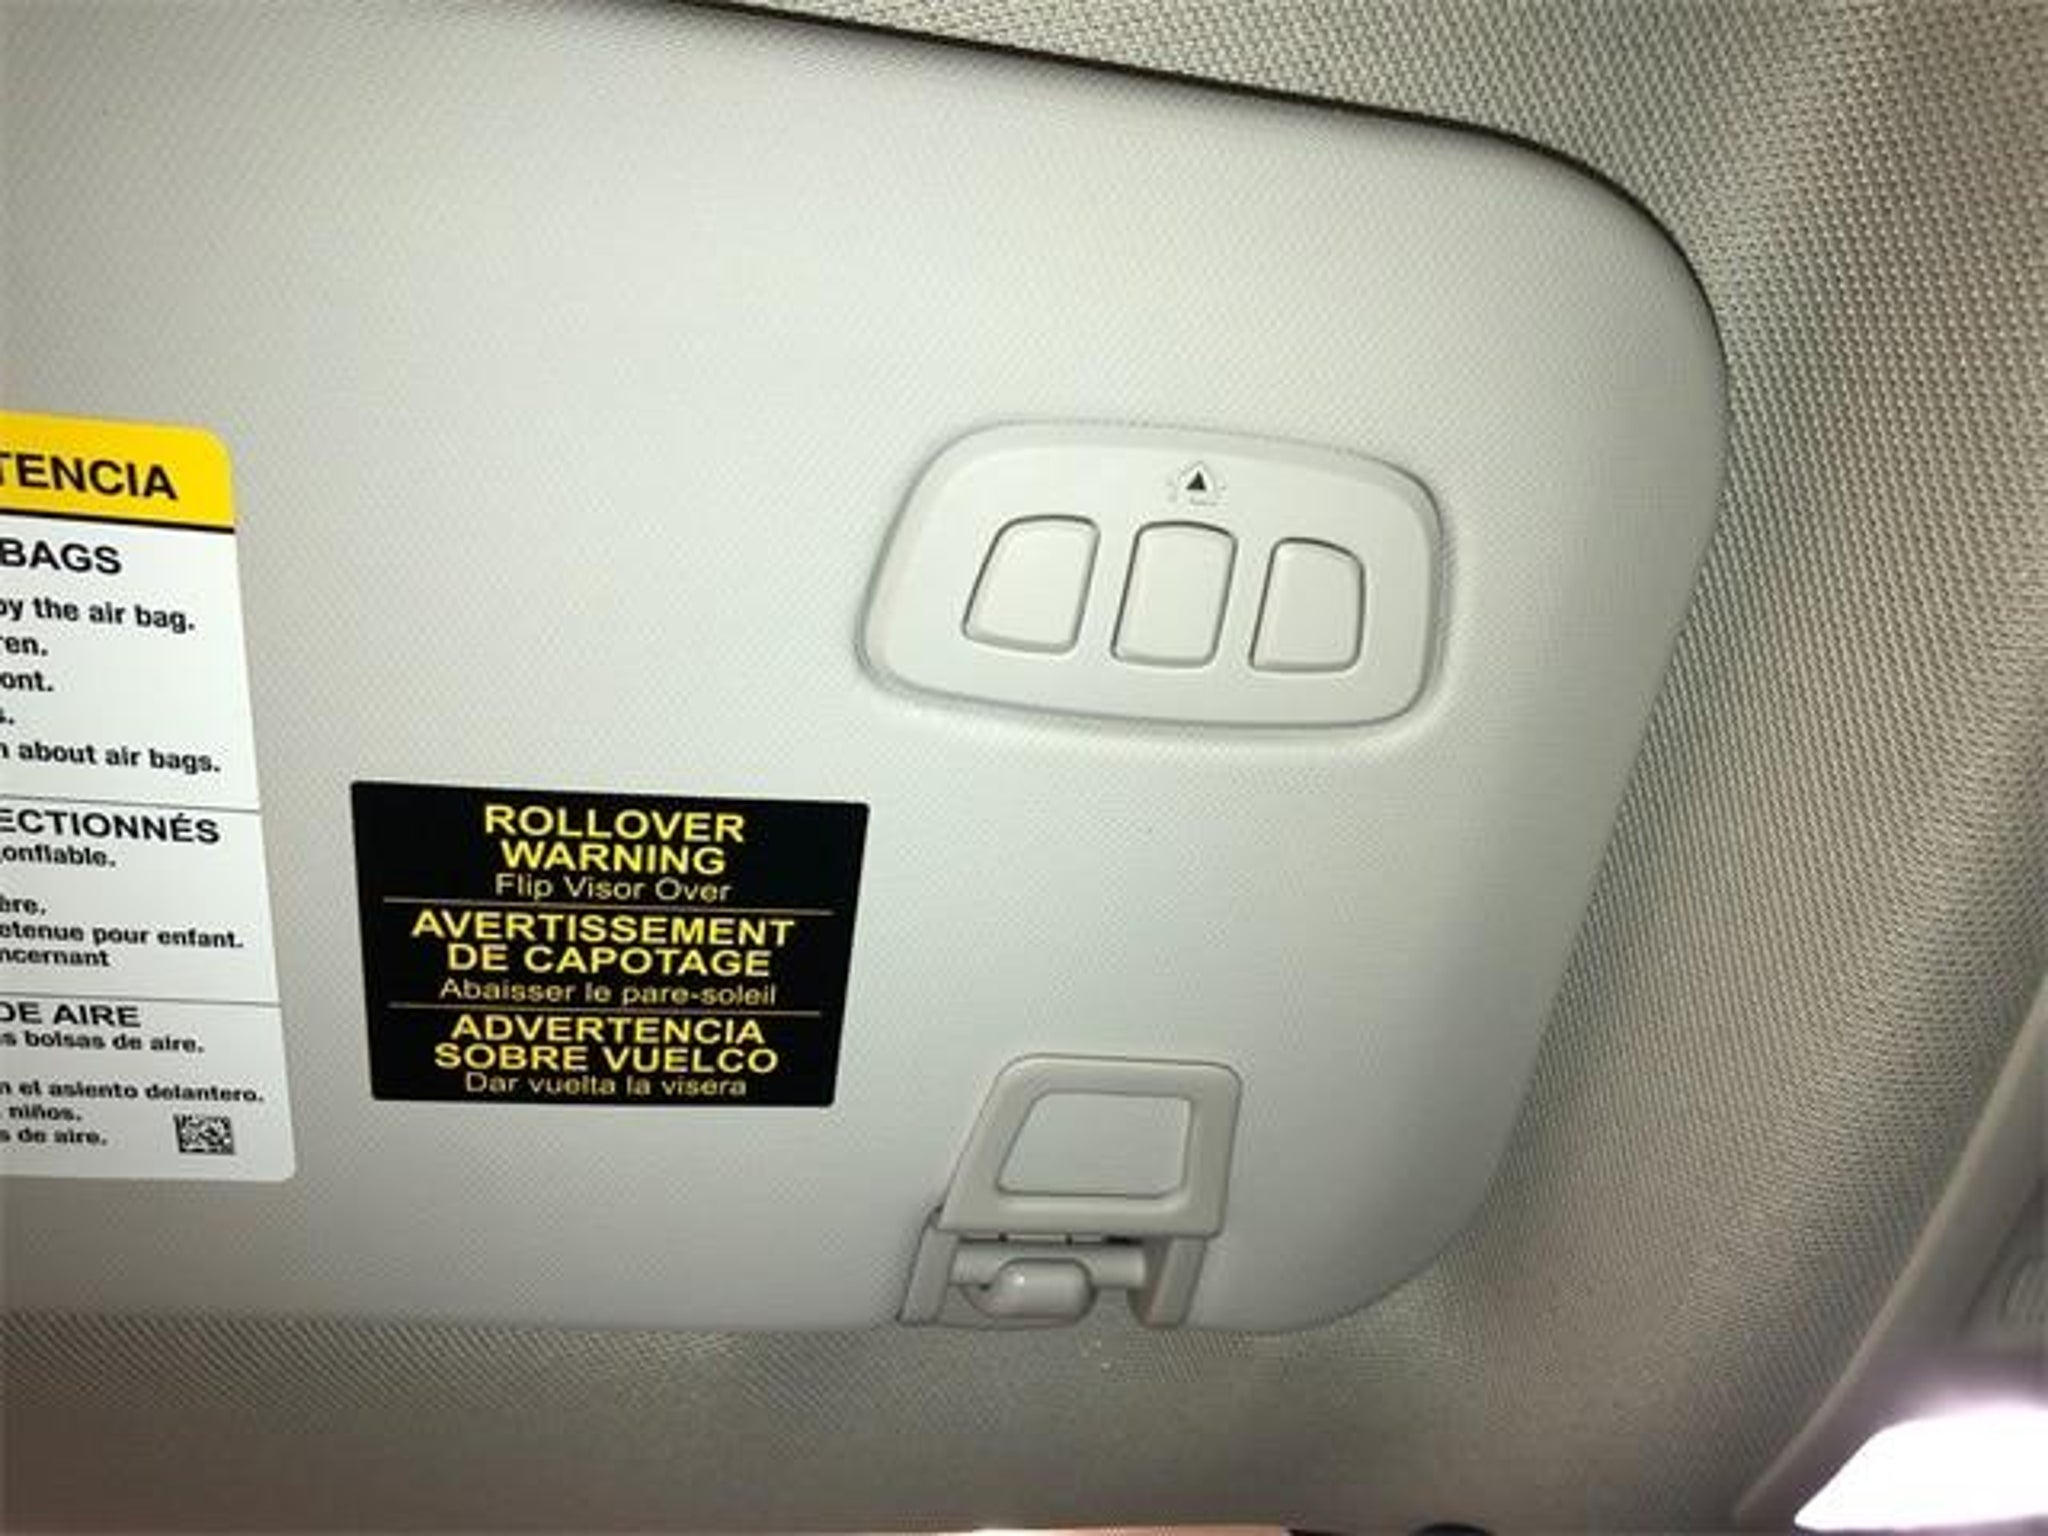 TENCIA
BAGS
by the air bag.
ren.
ont.
s.
n about air bags.
ECTIONNÉS
onflable.
ère.
etenue pour enfant.
ncernant
DE AIRE
s bolsas de aire.
n el asiento delantero.
niños.
s de aire.
ROLLOVER
WARNING
Flip Visor Over
AVERTISSEMENT
DE CAPOTAGE
Abaisser le pare-soleil
ADVERTENCIA
SOBRE VUELCO
Dar vuelta la visera